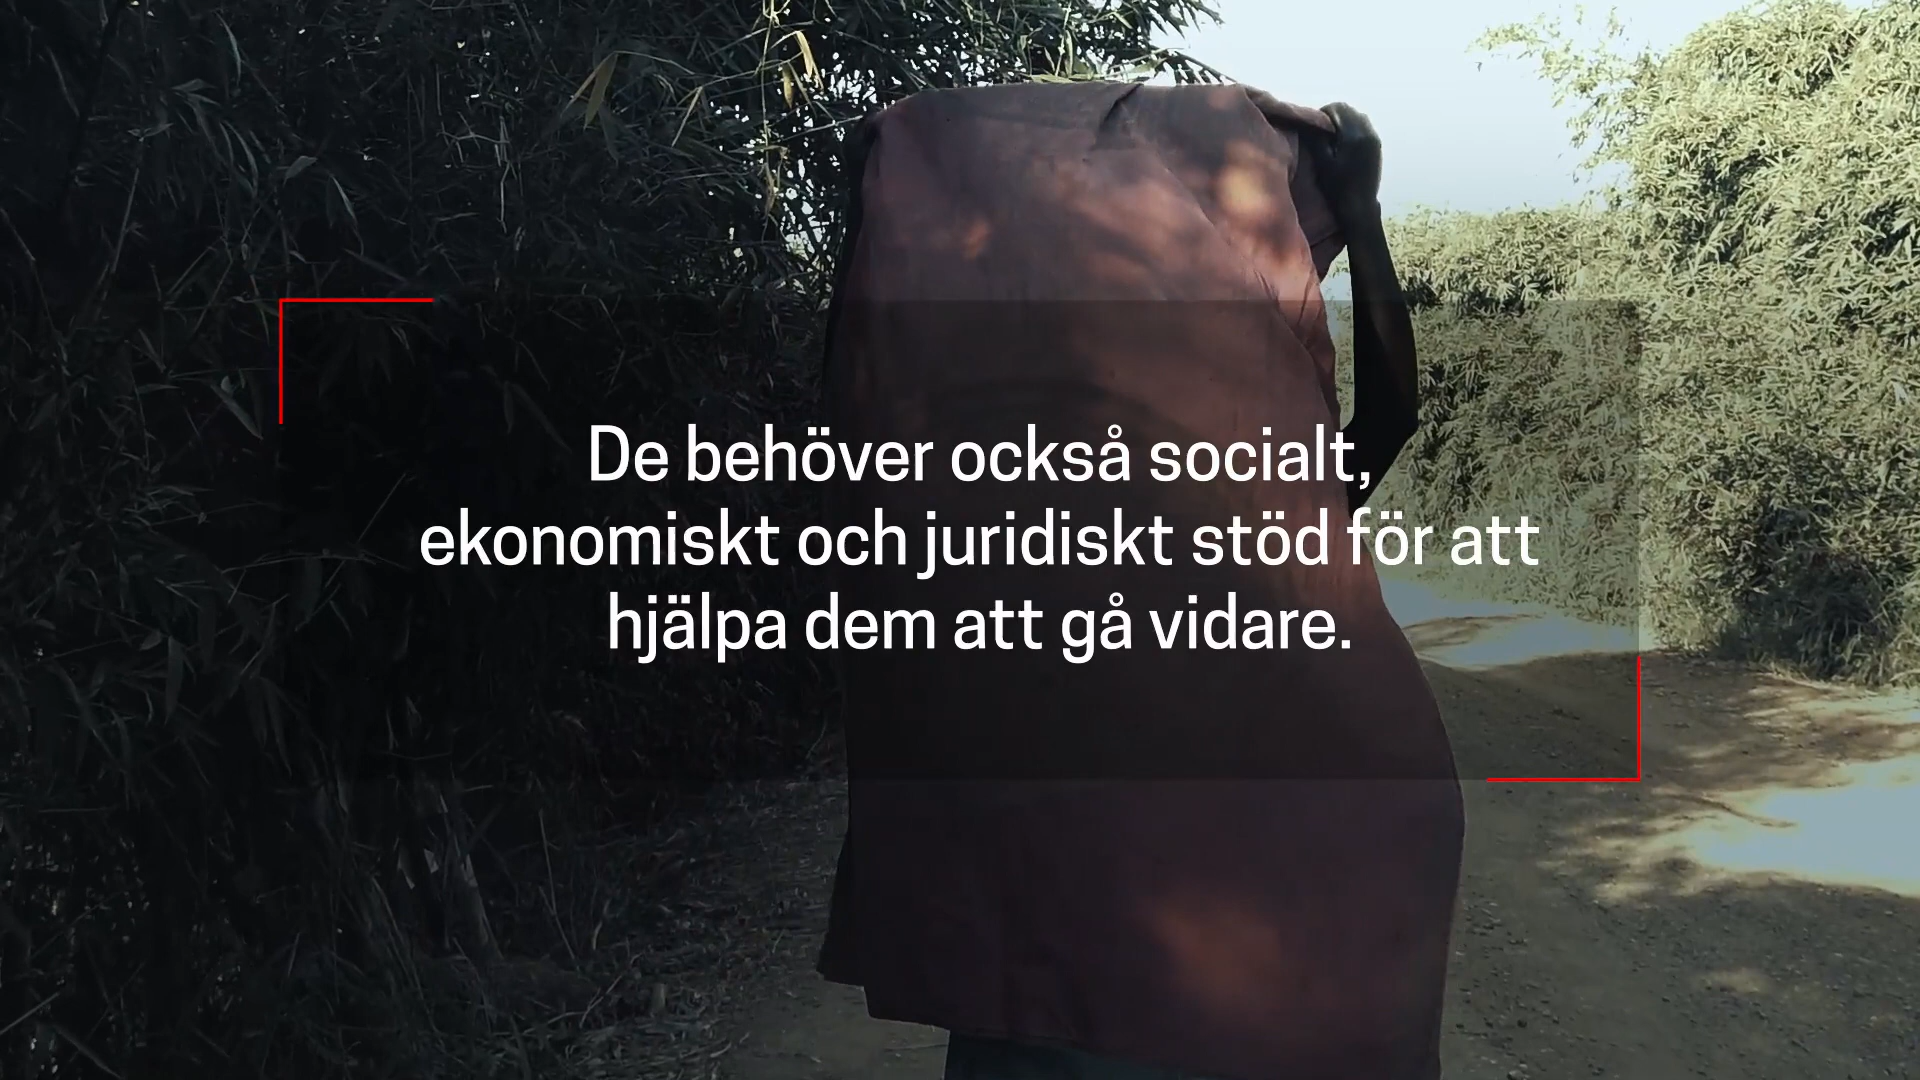 De behöver också socialt,
ekonomiskt och juridiskt stöd för att
hjälpa dem att gå vidare.